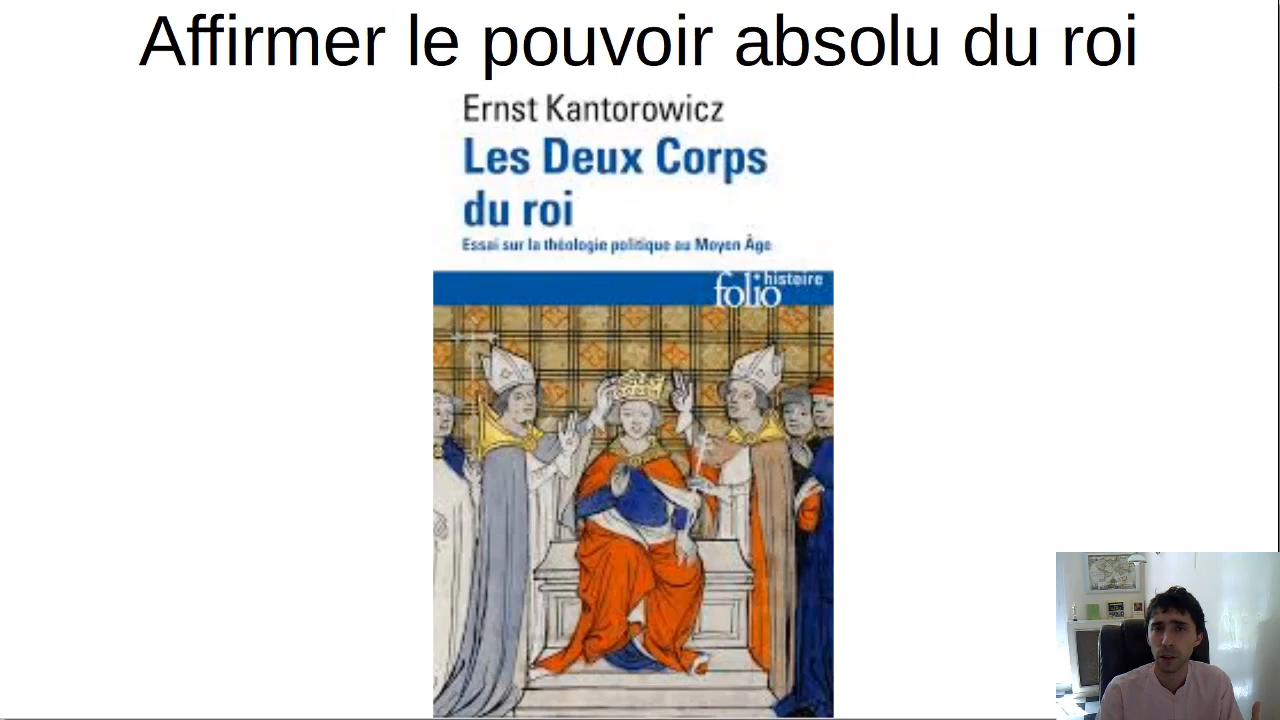 Affirmer le pouvoir absolu du roi
Ernst Kantorowicz
Les Deux Corps
du roi
Essai sur la théologie politique au Moyen Âge
folio histoire